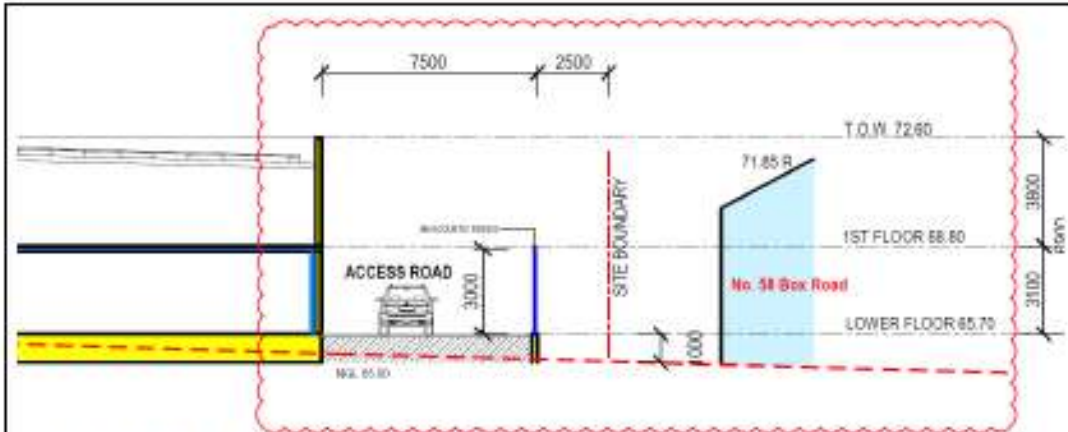 7500
2500
T.O.W. 72.60
71.85 R
3800
SITE BOUNDARY
1ST FLOOR 68.80
ACCESS ROAD
3000
No. 58 Box Road
3100
LOWER FLOOR 65.70